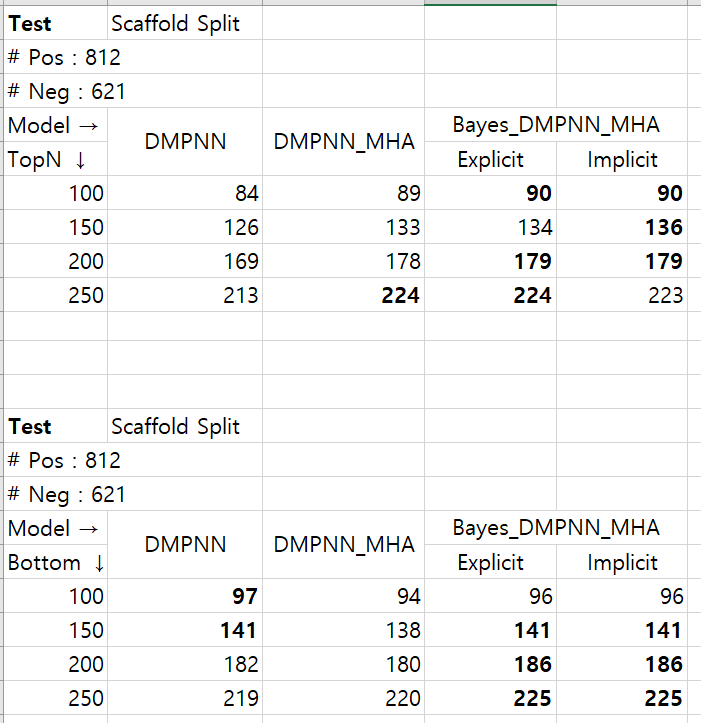 Test Scaffold Split
# Pos : 812
# Neg : 621
Model → DMPNN DMPNN_MHA Bayes_DMPNN_MHA
TopN ↓ Explicit Implicit
100 84 89 90 90
150 126 133 134 136
200 169 178 179 179
250 213 224 224 223
Test Scaffold Split
# Pos : 812
# Neg : 621
Model → DMPNN DMPNN_MHA Bayes_DMPNN_MHA
Bottom ↓ Explicit Implicit
100 97 94 96 96
150 141 138 141 141
200 182 180 186 186
250 219 220 225 225